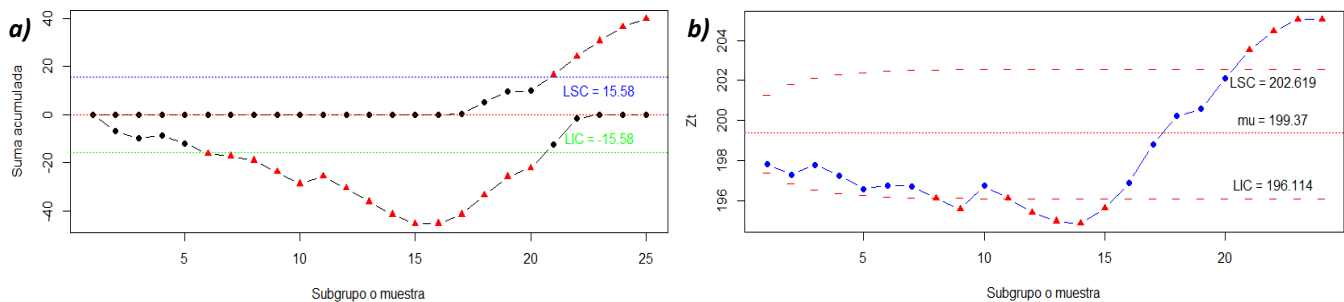 a)
Suma acumulada
40
20
0
-20
-40
LSC = 15.58
LIC = -15.58
5
10
15
20
25
Subgrupo o muestra
b)
Zt
204
202
200
198
196
LSC = 202.619
mu = 199.37
LIC = 196.114
5
10
15
20
Subgrupo o muestra